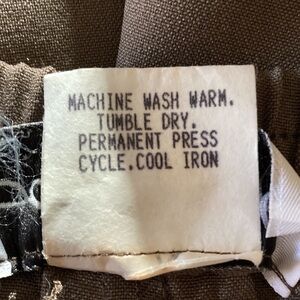 MACHINE WASH WARM.
TUMBLE DRY.
PERMANENT PRESS
CYCLE.COOL IRON